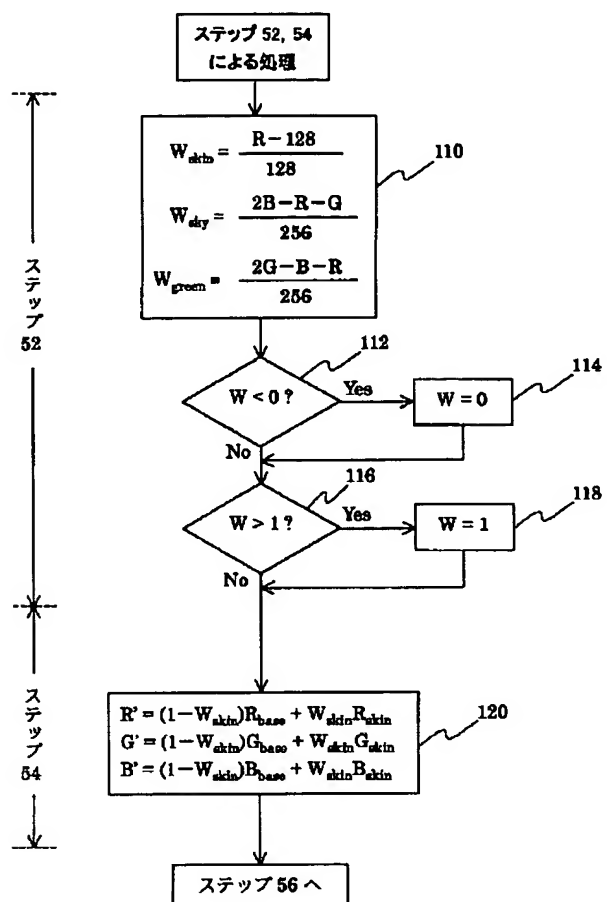 ステップ 52, 54
による処理
W_skin = (R−128)/128
110
W_sky = (2B−R−G)/256
W_green = (2G−B−R)/256
ステップ
52
112
W < 0 ?
Yes
W = 0
114
No
116
W > 1 ?
Yes
W = 1
118
No
ステップ
54
R' = (1−W_skin)R_base + W_skin R_skin
G' = (1−W_skin)G_base + W_skin G_skin
B' = (1−W_skin)B_base + W_skin B_skin
120
ステップ 56 へ